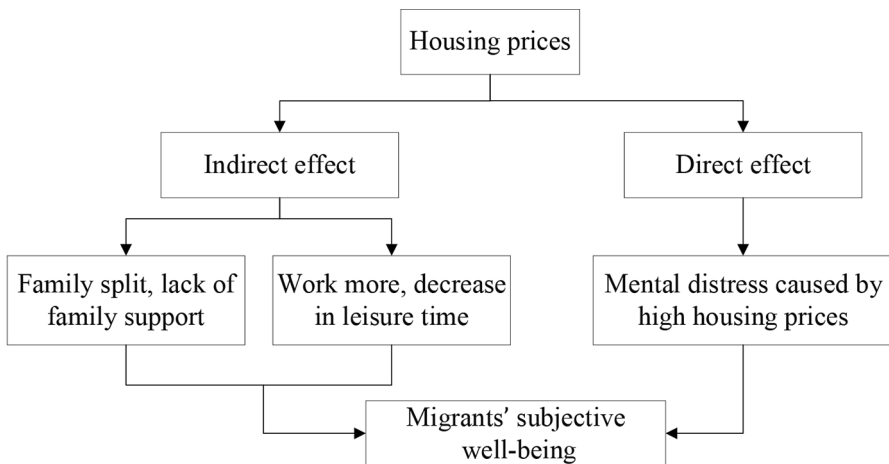 Housing prices
Indirect effect
Direct effect
Family split, lack of
family support
Work more, decrease
in leisure time
Mental distress caused by
high housing prices
Migrants’ subjective
well-being